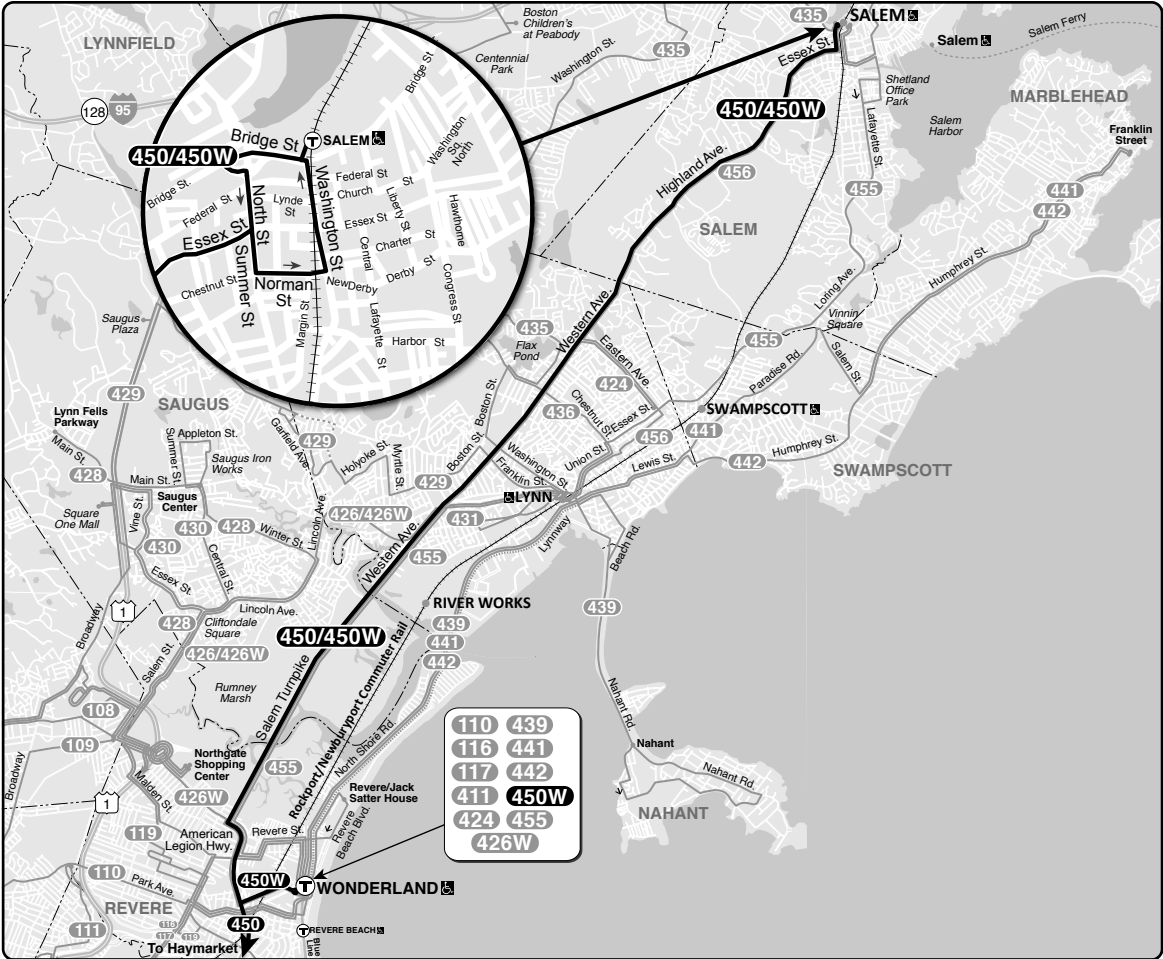 LYNNFIELD
128
95
Boston
Children's
at Peabody
Centennial
Park
Washington St.
435
435
SALEM
Essex St.
Salem
Salem Ferry
Shetland
Office
Park
Salem
Harbor
Lafayette St.
MARBLEHEAD
Franklin
Street
441
442
450/450W
Highland Ave.
456
455
SALEM
Humphrey St.
Loring Ave.
Vinnin
Square
455
Paradise Rd.
Salem St.
Bridge St
Bridge St
T SALEM
450/450W
Washington
Sq
North
Bridge St.
Federal St
Federal St
Church St
Lynde
St
Liberty St
Essex St
Essex St
North St
Washington St
Hawthorne
Central
Charter St
Derby St
Summer St
Chestnut St
Norman
St
NewDerby
Congress St
Margin St
Lafayette St
Harbor St
Saugus
Plaza
429
Lynn Fells
Parkway
Main St.
428
SAUGUS
Appleton St.
Summer St.
Saugus Iron
Works
Main St.
Saugus
Center
Square
One Mall
Vine St.
430
428
430
Winter St.
Central St.
Essex St.
Lincoln Ave.
Garfield Ave.
429
Holyoke St.
Myrtle St.
429
Boston St.
Boston St.
426/426W
435
Flax
Pond
Western Ave.
Eastern Ave.
424
Chestnut St.
436
Essex St.
Washington St.
Franklin St.
Union St.
456
SWAMPSCOTT
441
Lewis St.
442
Humphrey St.
SWAMPSCOTT
LYNN
431
Western Ave.
455
Lynnway
Beach Rd.
1
Broadway
428
Cliftondale
Square
Lincoln Ave.
450/450W
426/426W
Salem St.
Rumney
Marsh
Salem Turnpike
RIVER WORKS
439
441
442
Rockport/Newburyport Commuter Rail
439
Nahant Rd.
Nahant
Nahant Rd.
NAHANT
108
109
Broadway
Northgate
Shopping
Center
455
North Shore Rd.
426W
Malden St.
1
119
American
Legion Hwy.
Revere St.
Revere/Jack
Satter House
Revere
Beach Blvd.
110 439
116 441
117 442
411 450W
424 455
426W
110
Park Ave.
450W
T WONDERLAND
REVERE
116
117
119
111
450
To Haymarket
T REVERE BEACH
Blue
Line